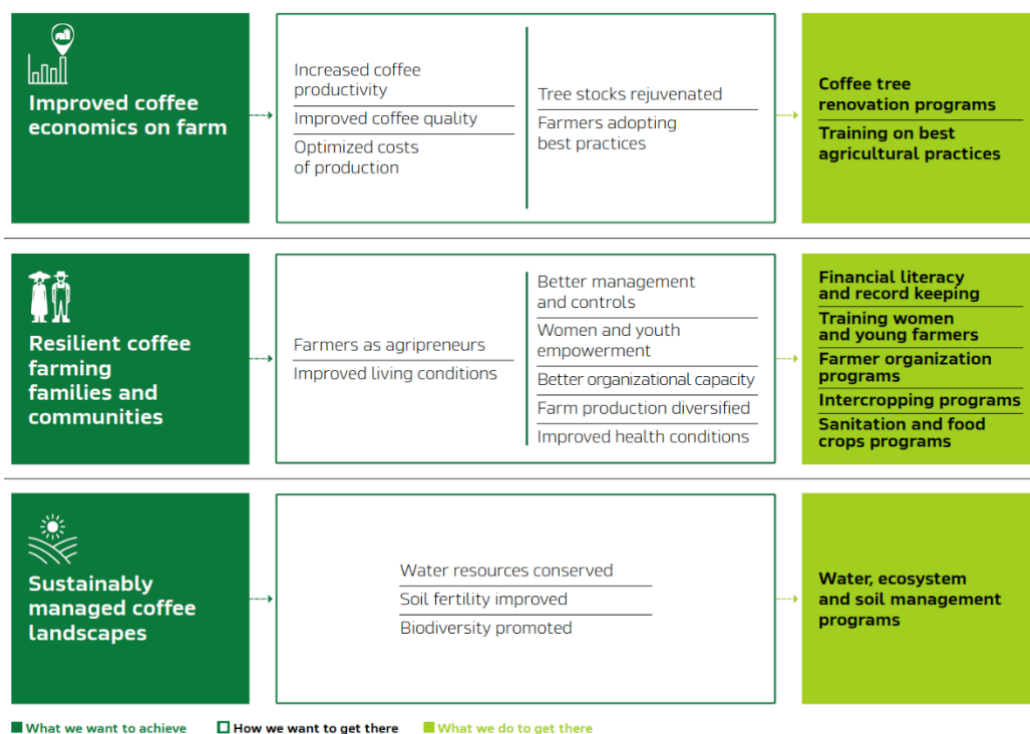 Improved coffee
economics on farm
Increased coffee
productivity
Improved coffee quality
Optimized costs
of production
Tree stocks rejuvenated
Farmers adopting
best practices
Coffee tree
renovation programs
Training on best
agricultural practices
Resilient coffee
farming
families and
communities
Farmers as agripreneurs
Improved living conditions
Better management
and controls
Women and youth
empowerment
Better organizational capacity
Farm production diversified
Improved health conditions
Financial literacy
and record keeping
Training women
and young farmers
Farmer organization
programs
Intercropping programs
Sanitation and food
crops programs
Sustainably
managed coffee
landscapes
Water resources conserved
Soil fertility improved
Biodiversity promoted
Water, ecosystem
and soil management
programs
What we want to achieve
How we want to get there
What we do to get there